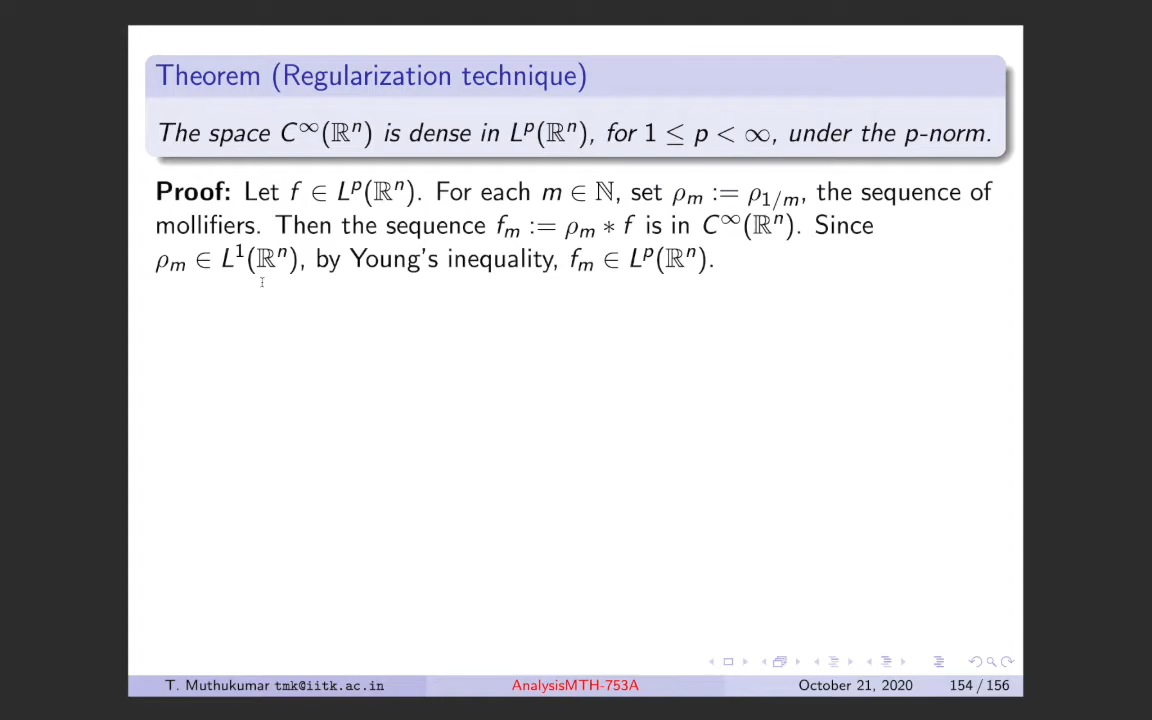 Theorem (Regularization technique)
The space C∞(ℝⁿ) is dense in Lᵖ(ℝⁿ), for 1 ≤ p < ∞, under the p-norm.
Proof: Let f ∈ Lᵖ(ℝⁿ). For each m ∈ ℕ, set ρₘ := ρ₁/ₘ, the sequence of
mollifiers. Then the sequence fₘ := ρₘ ∗ f is in C∞(ℝⁿ). Since
ρₘ ∈ L¹(ℝⁿ), by Young's inequality, fₘ ∈ Lᵖ(ℝⁿ).
T. Muthukumar tmk@iitk.ac.in AnalysisMTH-753A October 21, 2020 154 / 156